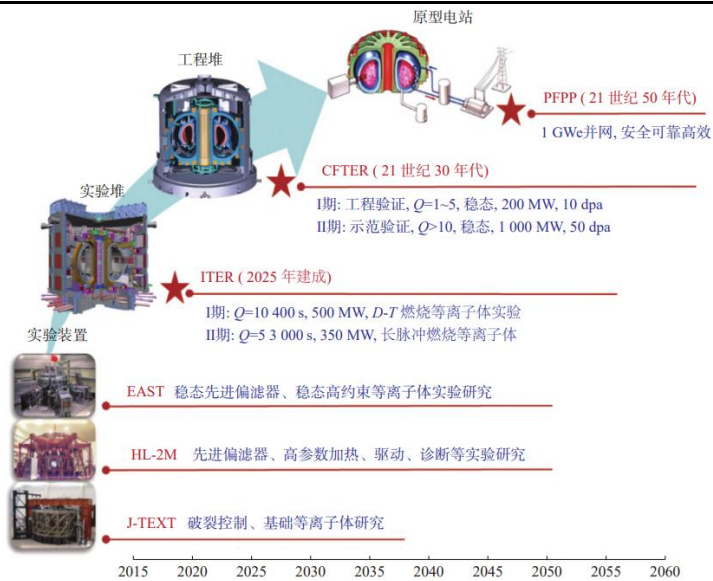 原型电站
工程堆
PFPP ( 21 世纪 50 年代)
1 GWe并网, 安全可靠高效
CFTER ( 21 世纪 30 年代)
I期: 工程验证, Q=1~5, 稳态, 200 MW, 10 dpa
II期: 示范验证, Q>10, 稳态, 1 000 MW, 50 dpa
实验堆
ITER ( 2025 年建成)
I期: Q=10 400 s, 500 MW, D-T 燃烧等离子体实验
II期: Q=5 3 000 s, 350 MW, 长脉冲燃烧等离子体
实验装置
EAST 稳态先进偏滤器、稳态高约束等离子体实验研究
HL-2M 先进偏滤器、高参数加热、驱动、诊断等实验研究
J-TEXT 破裂控制、基础等离子体研究
2015 2020 2025 2030 2035 2040 2045 2050 2055 2060